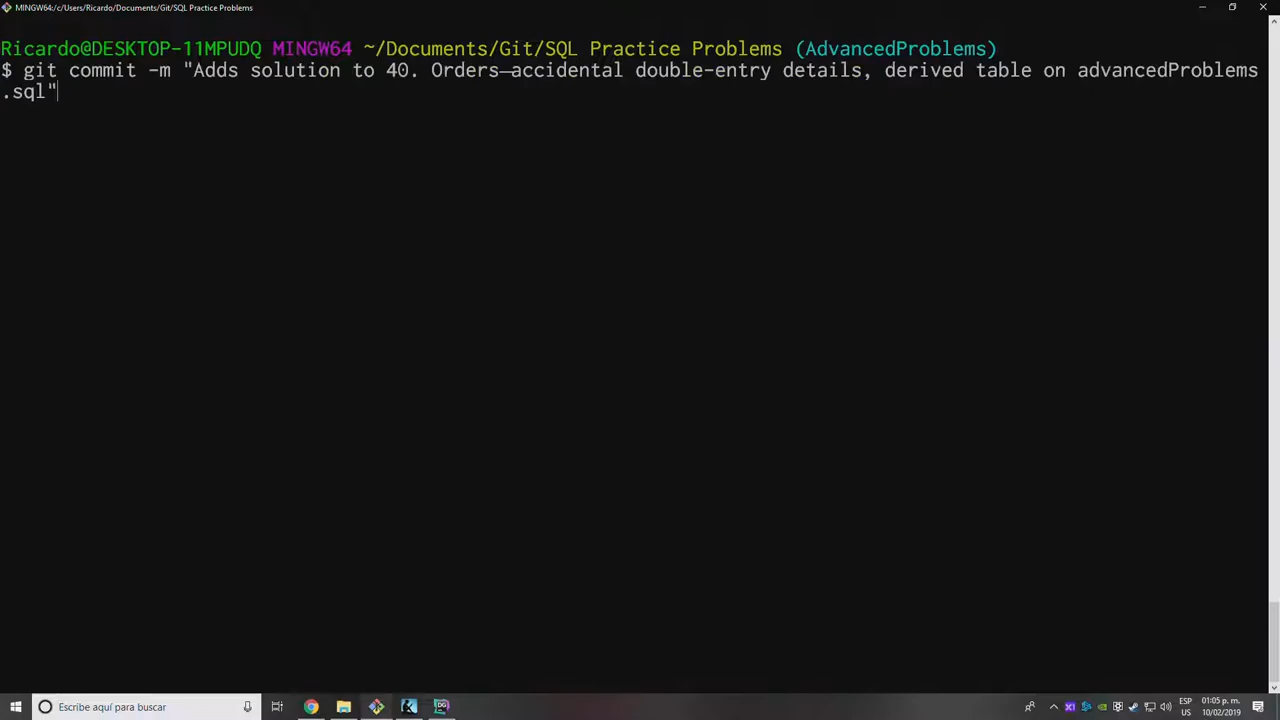 MINGW64:/c/Users/Ricardo/Documents/Git/SQL Practice Problems
Ricardo@DESKTOP-11MPUDQ MINGW64 ~/Documents/Git/SQL Practice Problems (AdvancedProblems)
$ git commit -m "Adds solution to 40. Orders—accidental double-entry details, derived table on advancedProblems
.sql"
Escribe aquí para buscar
ESP
US
01:05 p. m.
10/02/2019